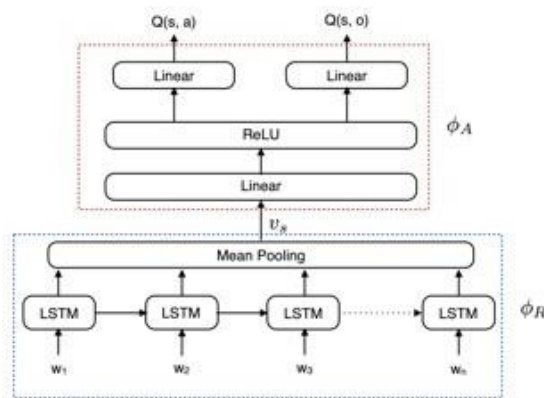 Q(s, a) Q(s, o)
Linear Linear
ReLU
ϕA
Linear
vs
Mean Pooling
LSTM LSTM LSTM LSTM
ϕR
w1 w2 w3 wn